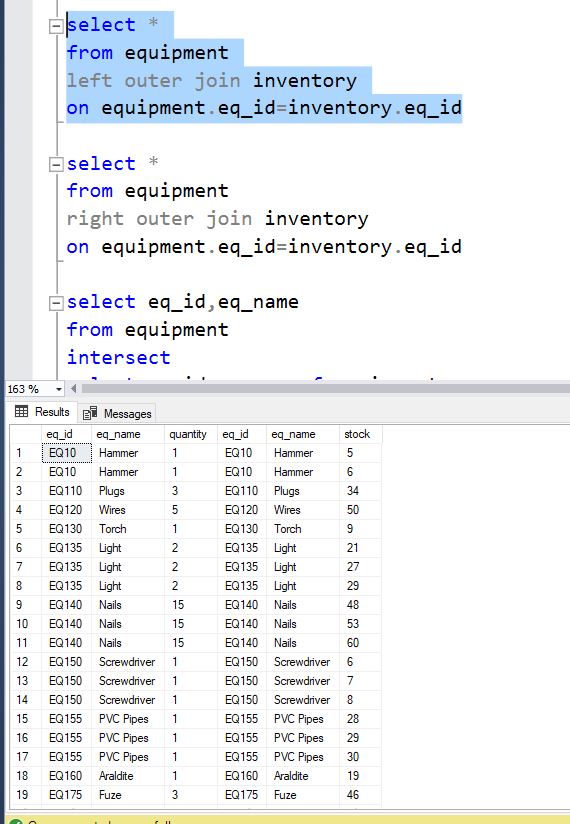 select *
from equipment
left outer join inventory
on equipment.eq_id=inventory.eq_id
select *
from equipment
right outer join inventory
on equipment.eq_id=inventory.eq_id
select eq_id,eq_name
from equipment
intersect
163 %
Results Messages
eq_id eq_name quantity eq_id eq_name stock
1 EQ10 Hammer 1 EQ10 Hammer 5
2 EQ10 Hammer 1 EQ10 Hammer 6
3 EQ110 Plugs 3 EQ110 Plugs 34
4 EQ120 Wires 5 EQ120 Wires 50
5 EQ130 Torch 1 EQ130 Torch 9
6 EQ135 Light 2 EQ135 Light 21
7 EQ135 Light 2 EQ135 Light 27
8 EQ135 Light 2 EQ135 Light 29
9 EQ140 Nails 15 EQ140 Nails 48
10 EQ140 Nails 15 EQ140 Nails 53
11 EQ140 Nails 15 EQ140 Nails 60
12 EQ150 Screwdriver 1 EQ150 Screwdriver 6
13 EQ150 Screwdriver 1 EQ150 Screwdriver 7
14 EQ150 Screwdriver 1 EQ150 Screwdriver 8
15 EQ155 PVC Pipes 1 EQ155 PVC Pipes 28
16 EQ155 PVC Pipes 1 EQ155 PVC Pipes 29
17 EQ155 PVC Pipes 1 EQ155 PVC Pipes 30
18 EQ160 Araldite 1 EQ160 Araldite 19
19 EQ175 Fuze 3 EQ175 Fuze 46